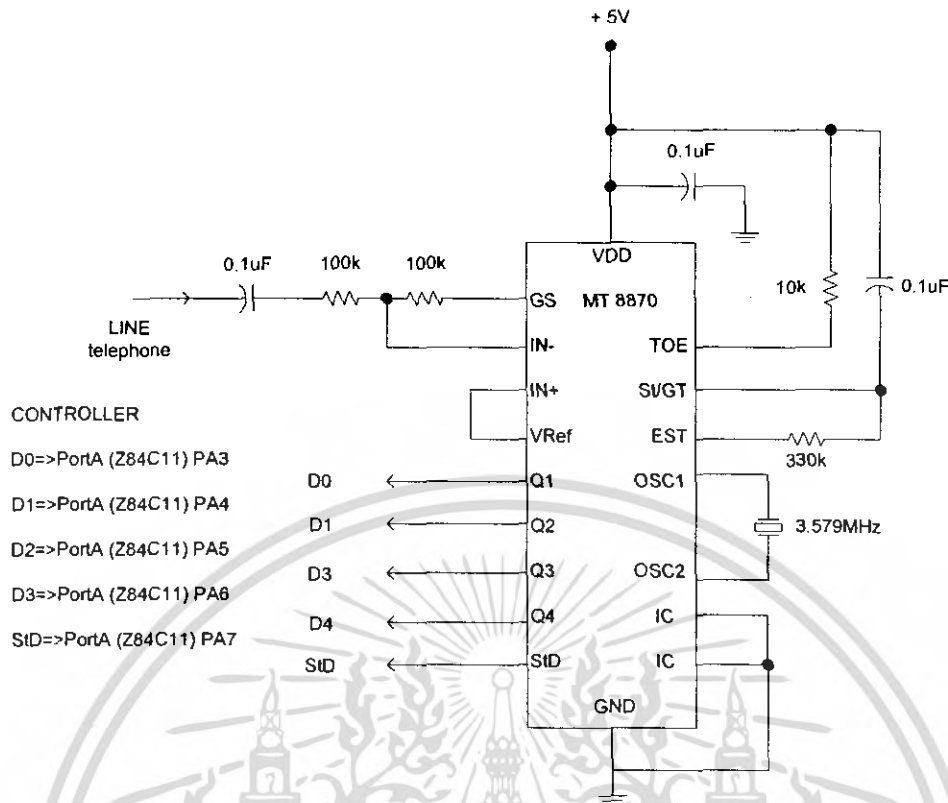 + 5V
0.1uF
VDD
0.1uF
100k
100k
GS
MT 8870
10k
0.1uF
LINE
telephone
IN-
TOE
IN+
St/GT
CONTROLLER
VRef
EST
330k
D0=>PortA (Z84C11) PA3
D0
Q1
OSC1
D1=>PortA (Z84C11) PA4
D1
Q2
3.579MHz
D2=>PortA (Z84C11) PA5
D3
Q3
OSC2
D3=>PortA (Z84C11) PA6
D4
Q4
IC
StD=>PortA (Z84C11) PA7
StD
StD
IC
GND